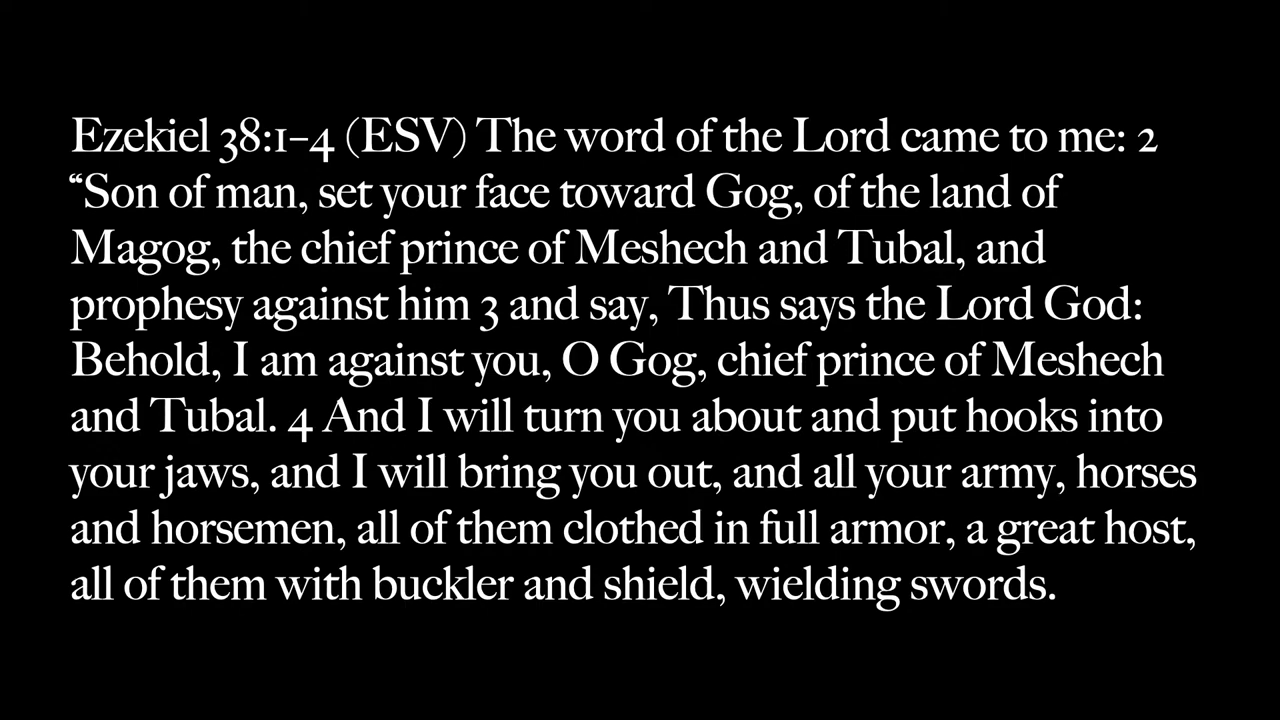 Ezekiel 38:1–4 (ESV) The word of the Lord came to me: 2
“Son of man, set your face toward Gog, of the land of
Magog, the chief prince of Meshech and Tubal, and
prophesy against him 3 and say, Thus says the Lord God:
Behold, I am against you, O Gog, chief prince of Meshech
and Tubal. 4 And I will turn you about and put hooks into
your jaws, and I will bring you out, and all your army, horses
and horsemen, all of them clothed in full armor, a great host,
all of them with buckler and shield, wielding swords.